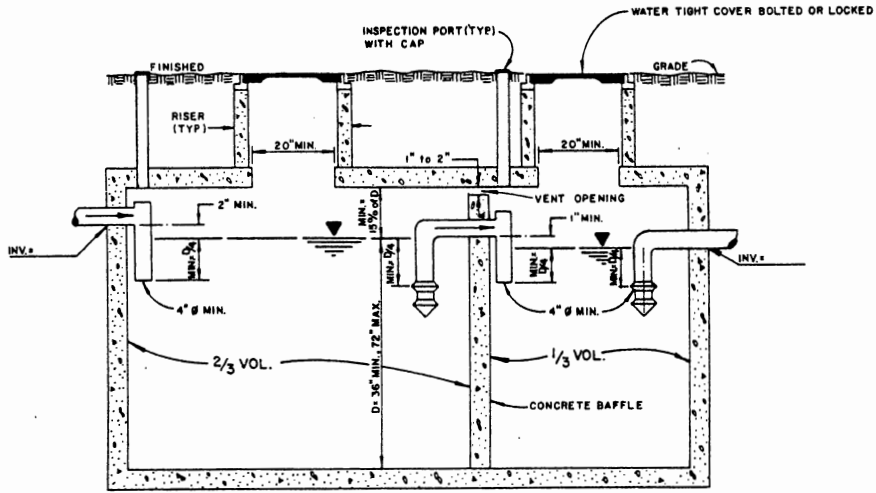 WATER TIGHT COVER BOLTED OR LOCKED
INSPECTION PORT (TYP)
WITH CAP
FINISHED
GRADE
RISER
(TYP)
20" MIN.
20" MIN.
1" to 2"
VENT OPENING
2" MIN.
MIN.=
15% of D
1" MIN.
INV.=
MIN.= D/4
MIN.= D/4
MIN.= D/4
MIN.= D/4
INV.=
4" Ø MIN.
4" Ø MIN.
2/3 VOL.
1/3 VOL.
D= 36" MIN., 72" MAX.
CONCRETE BAFFLE